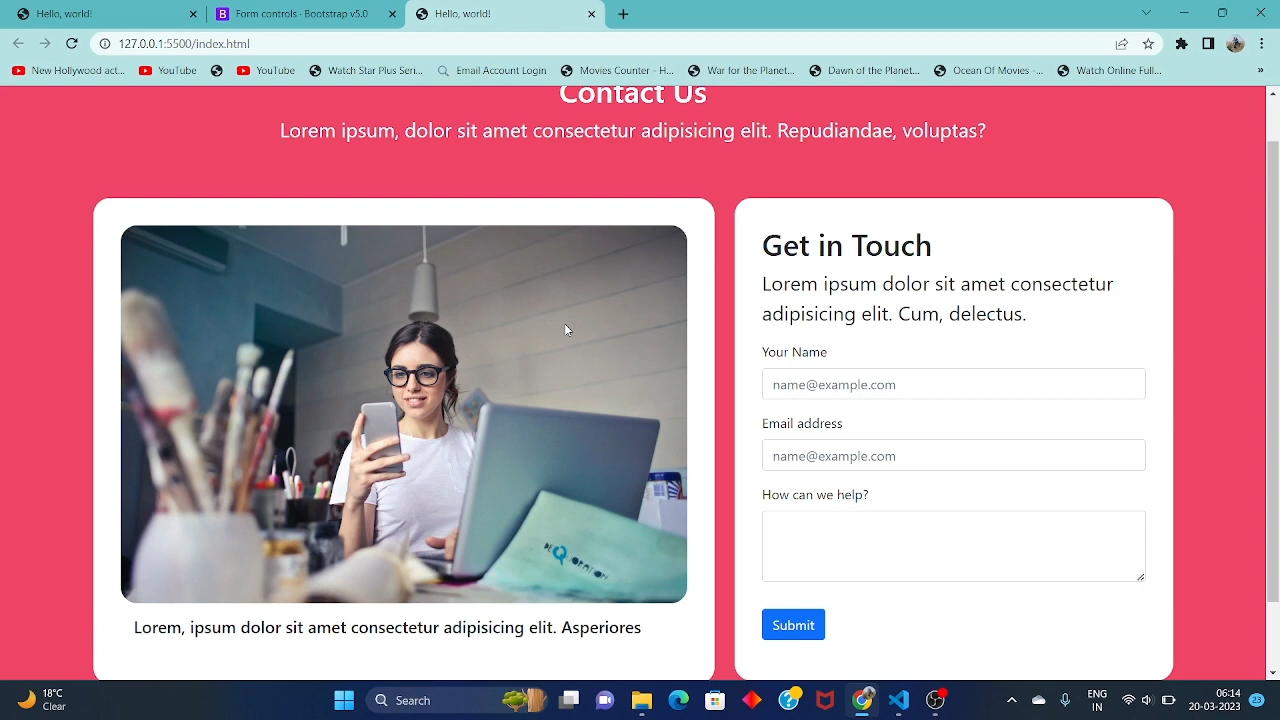 Hello, world!
Form controls · Bootstrap v5.0
Hello, world!
127.0.0.1:5500/index.html
New Hollywood act...
YouTube
YouTube
Watch Star Plus Seri...
Email Account Login
Movies Counter - H...
War for the Planet...
Dawn of the Planet...
Ocean Of Movies -...
Watch Online Full...
»
Contact Us
Lorem ipsum, dolor sit amet consectetur adipisicing elit. Repudiandae, voluptas?
Lorem, ipsum dolor sit amet consectetur adipisicing elit. Asperiores
Get in Touch
Lorem ipsum dolor sit amet consectetur
adipisicing elit. Cum, delectus.
Your Name
name@example.com
Email address
name@example.com
How can we help?
Submit
18°C
Clear
Search
ENG
IN
06:14
20-03-2023
23